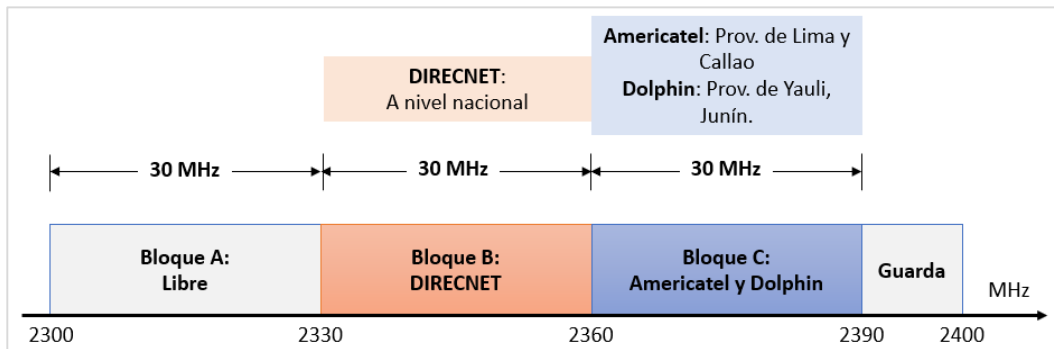 Americatel: Prov. de Lima y
Callao
Dolphin: Prov. de Yauli,
Junín.
DIRECNET:
A nivel nacional
30 MHz
30 MHz
30 MHz
Bloque A:
Libre
Bloque B:
DIRECNET
Bloque C:
Americatel y Dolphin
Guarda
MHz
2300
2330
2360
2390
2400